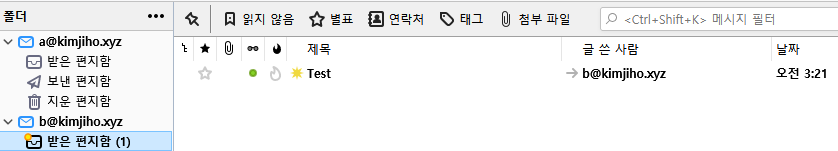 폴더 •••
읽지 않음 별표 연락처 태그 첨부 파일 <Ctrl+Shift+K> 메시지 필터
제목 글 쓴 사람 날짜
a@kimjiho.xyz
받은 편지함
보낸 편지함
지운 편지함
b@kimjiho.xyz
받은 편지함 (1)
Test b@kimjiho.xyz 오전 3:21